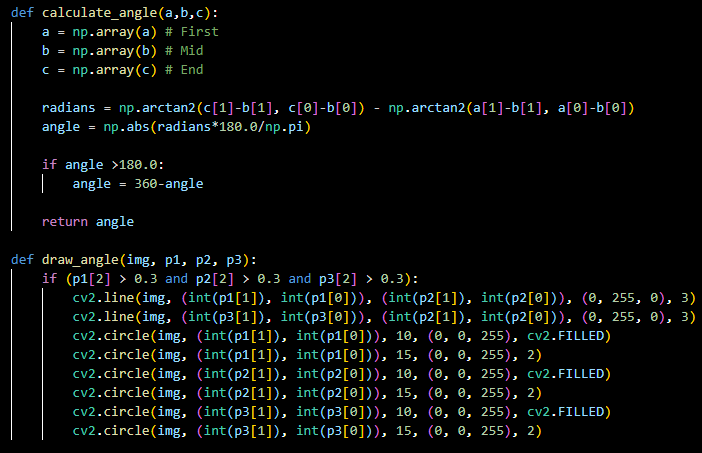 def calculate_angle(a,b,c):
    a = np.array(a) # First
    b = np.array(b) # Mid
    c = np.array(c) # End
    radians = np.arctan2(c[1]-b[1], c[0]-b[0]) - np.arctan2(a[1]-b[1], a[0]-b[0])
    angle = np.abs(radians*180.0/np.pi)
    if angle >180.0:
        angle = 360-angle
    return angle
def draw_angle(img, p1, p2, p3):
    if (p1[2] > 0.3 and p2[2] > 0.3 and p3[2] > 0.3):
        cv2.line(img, (int(p1[1]), int(p1[0])), (int(p2[1]), int(p2[0])), (0, 255, 0), 3)
        cv2.line(img, (int(p3[1]), int(p3[0])), (int(p2[1]), int(p2[0])), (0, 255, 0), 3)
        cv2.circle(img, (int(p1[1]), int(p1[0])), 10, (0, 0, 255), cv2.FILLED)
        cv2.circle(img, (int(p1[1]), int(p1[0])), 15, (0, 0, 255), 2)
        cv2.circle(img, (int(p2[1]), int(p2[0])), 10, (0, 0, 255), cv2.FILLED)
        cv2.circle(img, (int(p2[1]), int(p2[0])), 15, (0, 0, 255), 2)
        cv2.circle(img, (int(p3[1]), int(p3[0])), 10, (0, 0, 255), cv2.FILLED)
        cv2.circle(img, (int(p3[1]), int(p3[0])), 15, (0, 0, 255), 2)